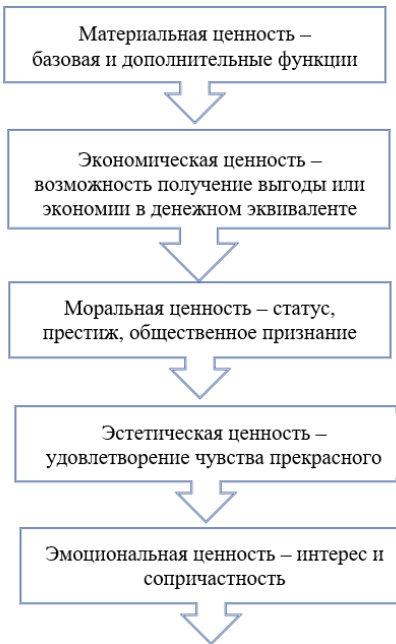 Материальная ценность –
базовая и дополнительные функции
Экономическая ценность –
возможность получение выгоды или
экономии в денежном эквиваленте
Моральная ценность – статус,
престиж, общественное признание
Эстетическая ценность –
удовлетворение чувства прекрасного
Эмоциональная ценность – интерес и
сопричастность